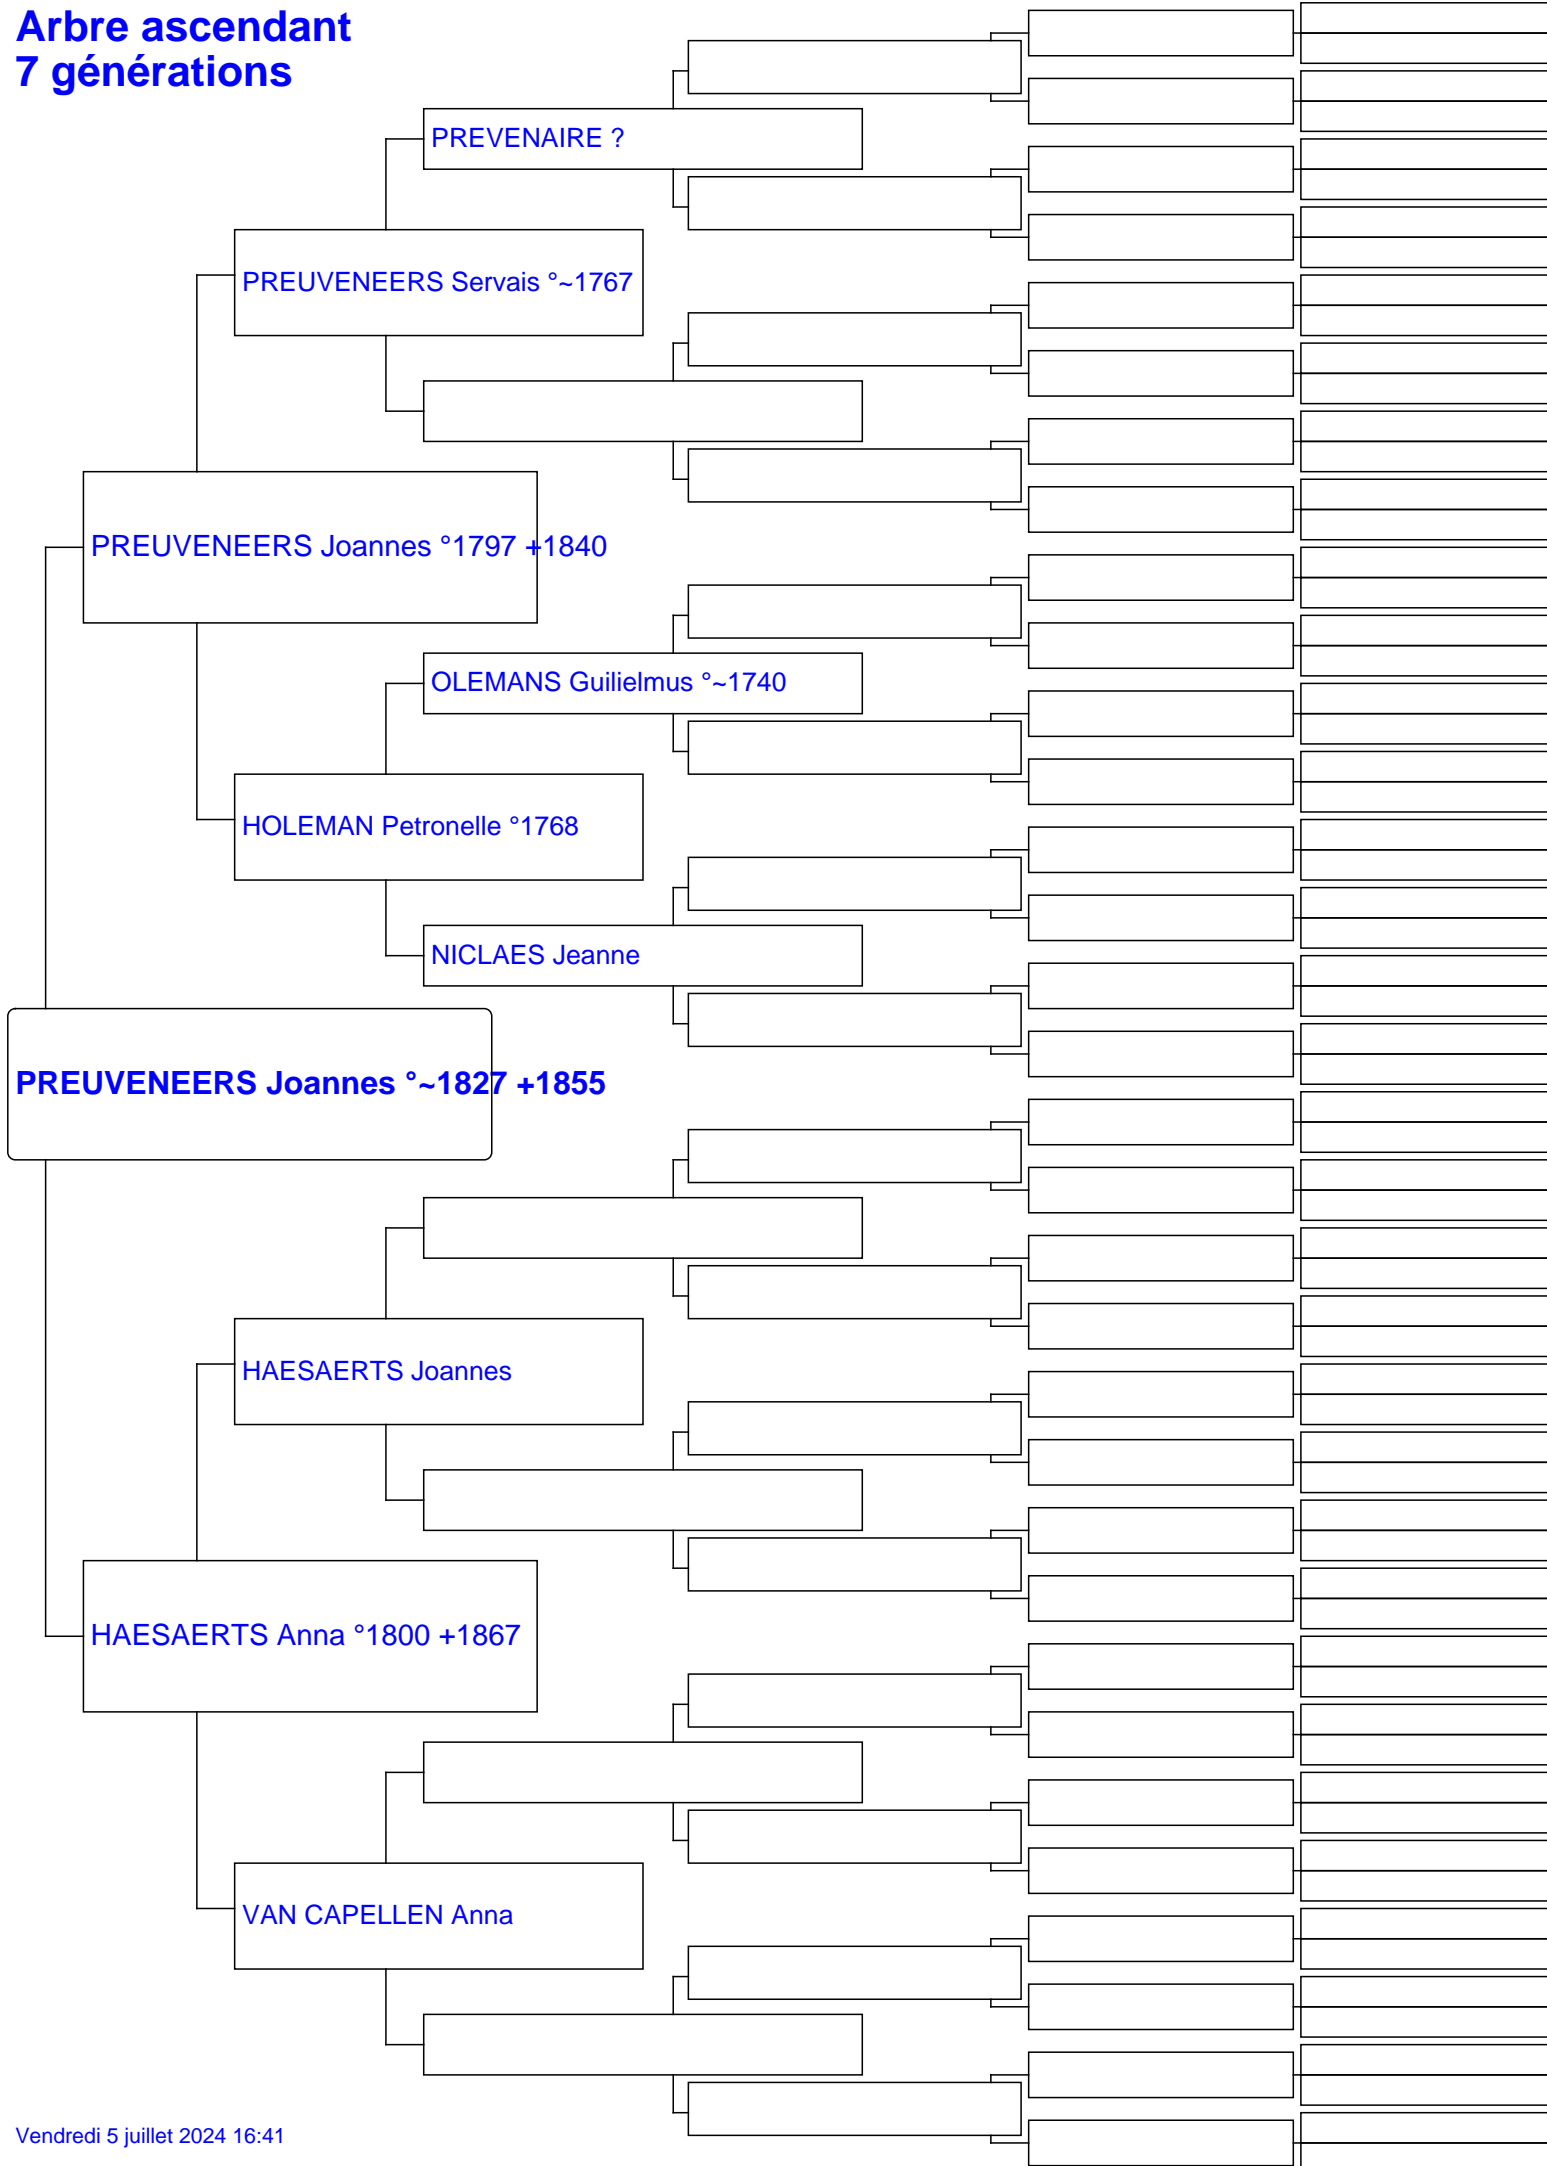 Arbre ascendant
7 générations
PREVENAIRE ?
PREUVENEERS Servais °~1767
PREUVENEERS Joannes °1797 +1840
OLEMANS Guilielmus °~1740
HOLEMAN Petronelle °1768
NICLAES Jeanne
PREUVENEERS Joannes °~1827 +1855
HAESAERTS Joannes
HAESAERTS Anna °1800 +1867
VAN CAPELLEN Anna
Vendredi 5 juillet 2024 16:41